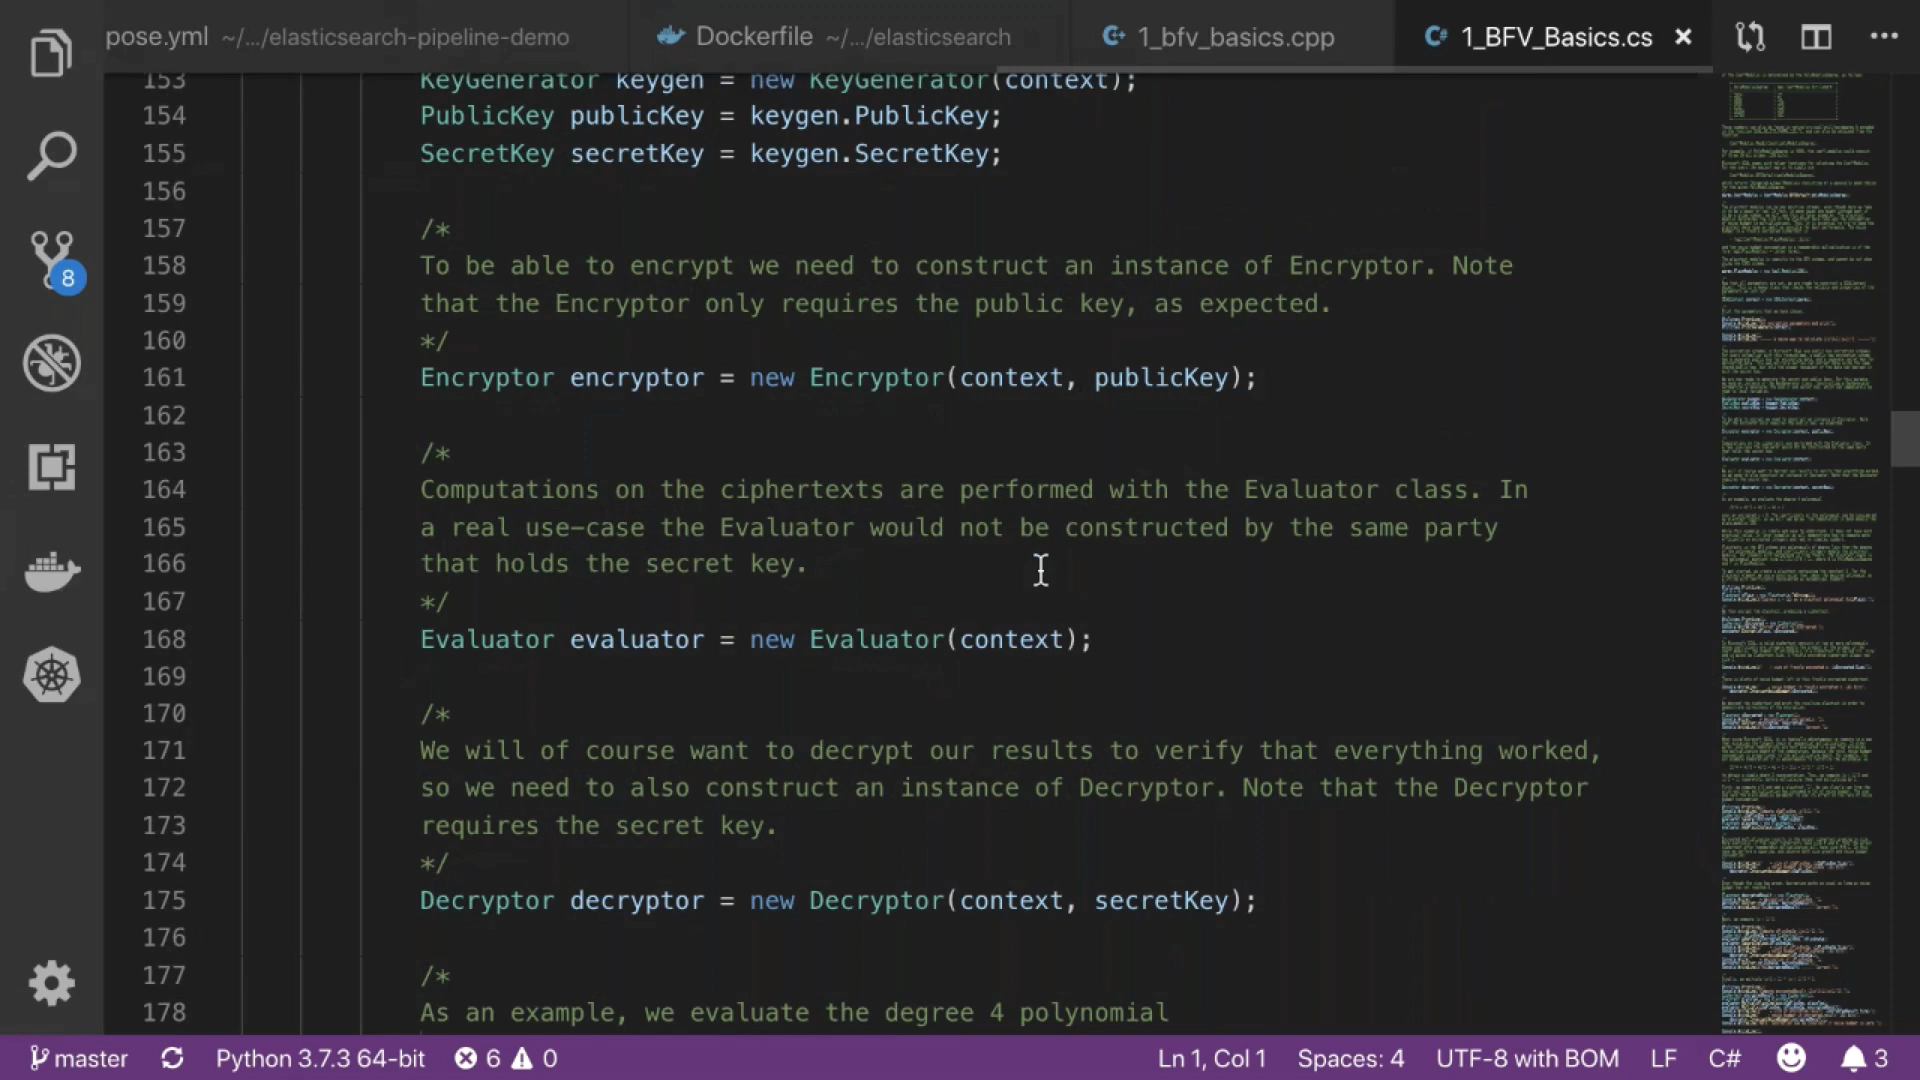 pose.yml ~/.../elasticsearch-pipeline-demo Dockerfile ~/.../elasticsearch 1_bfv_basics.cpp 1_BFV_Basics.cs
153 KeyGenerator keygen = new KeyGenerator(context);
154 PublicKey publicKey = keygen.PublicKey;
155 SecretKey secretKey = keygen.SecretKey;
156
157 /*
158 To be able to encrypt we need to construct an instance of Encryptor. Note
159 that the Encryptor only requires the public key, as expected.
160 */
161 Encryptor encryptor = new Encryptor(context, publicKey);
162
163 /*
164 Computations on the ciphertexts are performed with the Evaluator class. In
165 a real use-case the Evaluator would not be constructed by the same party
166 that holds the secret key.
167 */
168 Evaluator evaluator = new Evaluator(context);
169
170 /*
171 We will of course want to decrypt our results to verify that everything worked,
172 so we need to also construct an instance of Decryptor. Note that the Decryptor
173 requires the secret key.
174 */
175 Decryptor decryptor = new Decryptor(context, secretKey);
176
177 /*
178 As an example, we evaluate the degree 4 polynomial
8
master Python 3.7.3 64-bit 6 0 Ln 1, Col 1 Spaces: 4 UTF-8 with BOM LF C# 3